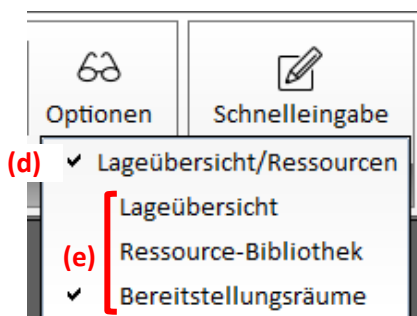 Optionen Schnelleingabe
(d) ✔ Lageübersicht/Ressourcen
Lageübersicht
(e) Ressource-Bibliothek
✔ Bereitstellungsräume